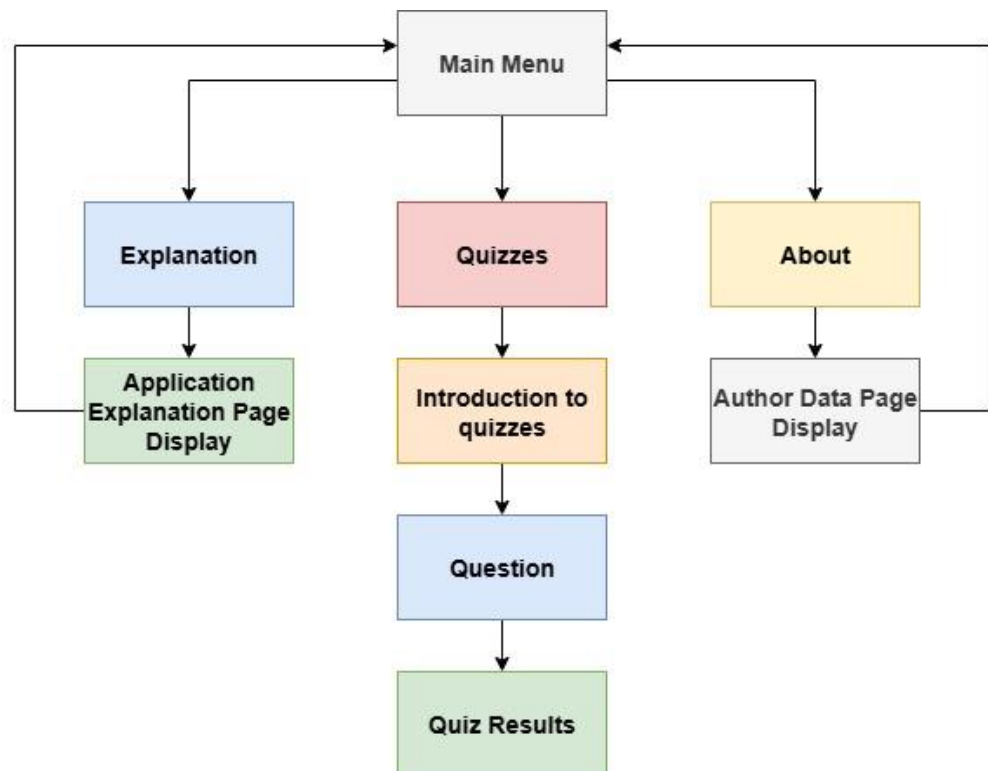 Main Menu
Explanation
Quizzes
About
Application
Explanation Page
Display
Introduction to
quizzes
Author Data Page
Display
Question
Quiz Results